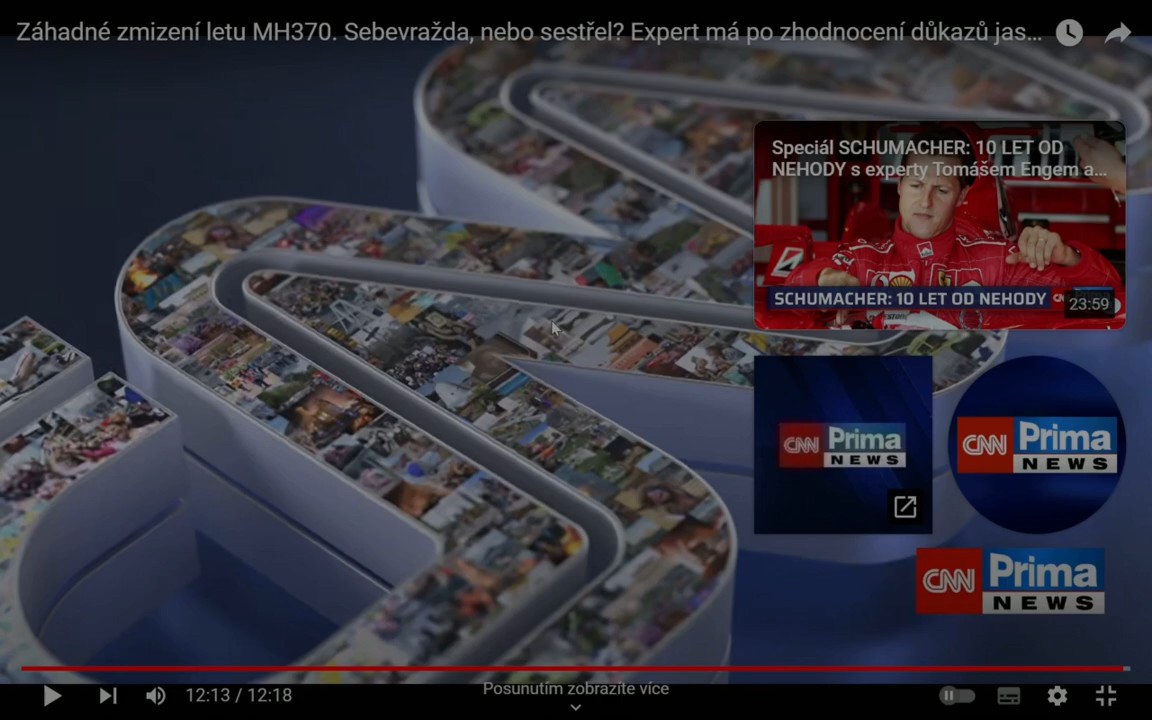 Záhadné zmizení letu MH370. Sebevražda, nebo sestřel? Expert má po zhodnocení důkazů jas...
Speciál SCHUMACHER: 10 LET OD
NEHODY s experty Tomášem Engem a...
SCHUMACHER: 10 LET OD NEHODY
23:59
CNN Prima
NEWS
CNN Prima
NEWS
CNN Prima
NEWS
12:13 / 12:18
Posunutím zobrazíte více